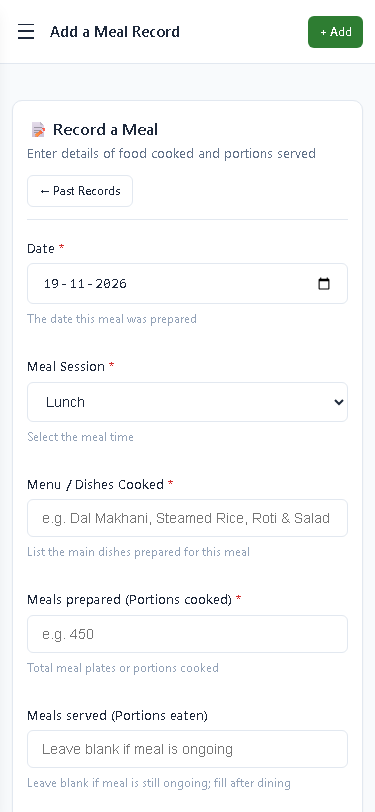 Add a Meal Record
+ Add
Record a Meal
Enter details of food cooked and portions served
← Past Records
Date *
19-11-2026
The date this meal was prepared
Meal Session *
Lunch
Select the meal time
Menu / Dishes Cooked *
e.g. Dal Makhani, Steamed Rice, Roti & Salad
List the main dishes prepared for this meal
Meals prepared (Portions cooked) *
e.g. 450
Total meal plates or portions cooked
Meals served (Portions eaten)
Leave blank if meal is ongoing
Leave blank if meal is still ongoing; fill after dining